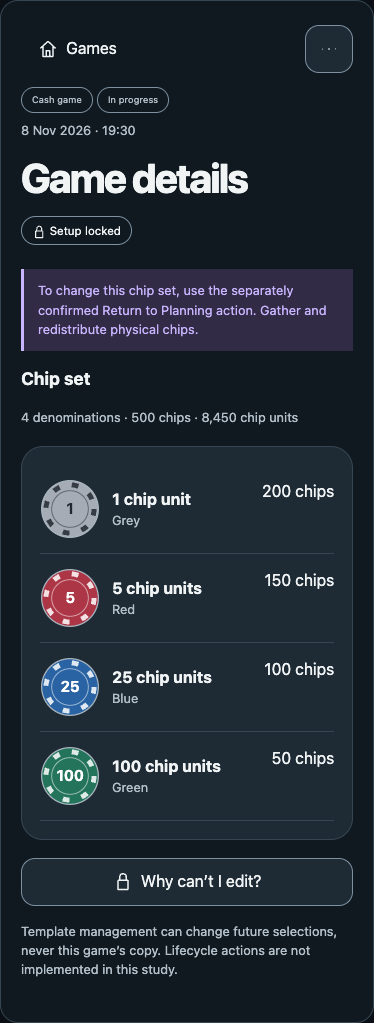 Games
Cash game
In progress
8 Nov 2026 · 19:30
Game details
Setup locked
To change this chip set, use the separately
confirmed Return to Planning action. Gather and
redistribute physical chips.
Chip set
4 denominations · 500 chips · 8,450 chip units
1
1 chip unit
Grey
200 chips
5
5 chip units
Red
150 chips
25
25 chip units
Blue
100 chips
100
100 chip units
Green
50 chips
Why can’t I edit?
Template management can change future selections,
never this game’s copy. Lifecycle actions are not
implemented in this study.